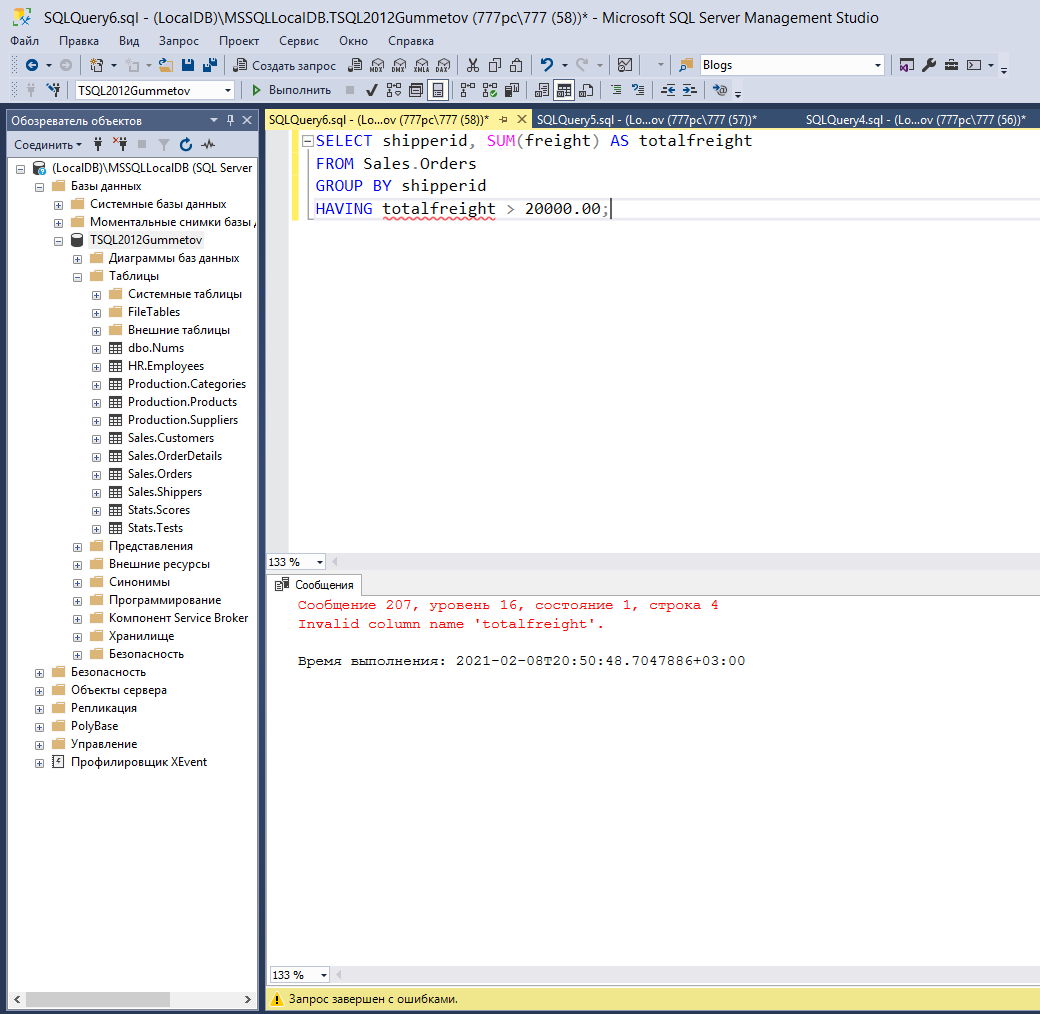 SQLQuery6.sql - (LocalDB)\MSSQLLocalDB.TSQL2012Gummetov (777pc\777 (58))* - Microsoft SQL Server Management Studio
Файл Правка Вид Запрос Проект Сервис Окно Справка
Создать запрос MDX DMX XMLA DAX Blogs
TSQL2012Gummetov Выполнить
Обозреватель объектов
SQLQuery6.sql - (Lo...ov (777pc\777 (58))* SQLQuery5.sql - (Lo...ov (777pc\777 (57))* SQLQuery4.sql - (Lo...ov (777pc\777 (56))*
Соединить
(LocalDB)\MSSQLLocalDB (SQL Server
Базы данных
Системные базы данных
Моментальные снимки базы
TSQL2012Gummetov
Диаграммы баз данных
Таблицы
Системные таблицы
FileTables
Внешние таблицы
dbo.Nums
HR.Employees
Production.Categories
Production.Products
Production.Suppliers
Sales.Customers
Sales.OrderDetails
Sales.Orders
Sales.Shippers
Stats.Scores
Stats.Tests
Представления
Внешние ресурсы
Синонимы
Программирование
Компонент Service Broker
Хранилище
Безопасность
Безопасность
Объекты сервера
Репликация
PolyBase
Управление
Профилировщик XEvent
SELECT shipperid, SUM(freight) AS totalfreight
FROM Sales.Orders
GROUP BY shipperid
HAVING totalfreight > 20000.00;
133 %
Сообщения
Сообщение 207, уровень 16, состояние 1, строка 4
Invalid column name 'totalfreight'.
Время выполнения: 2021-02-08T20:50:48.7047886+03:00
133 %
Запрос завершен с ошибками.